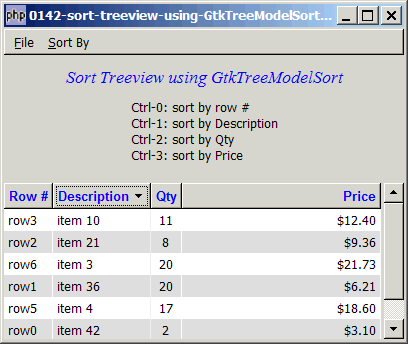 php 0142-sort-treeview-using-GtkTreeModelSort...
File Sort By
Sort Treeview using GtkTreeModelSort
Ctrl-0: sort by row #
Ctrl-1: sort by Description
Ctrl-2: sort by Qty
Ctrl-3: sort by Price
Row # Description Qty Price
row3 item 10 11 $12.40
row2 item 21 8 $9.36
row6 item 3 20 $21.73
row1 item 36 20 $6.21
row5 item 4 17 $18.60
row0 item 42 2 $3.10